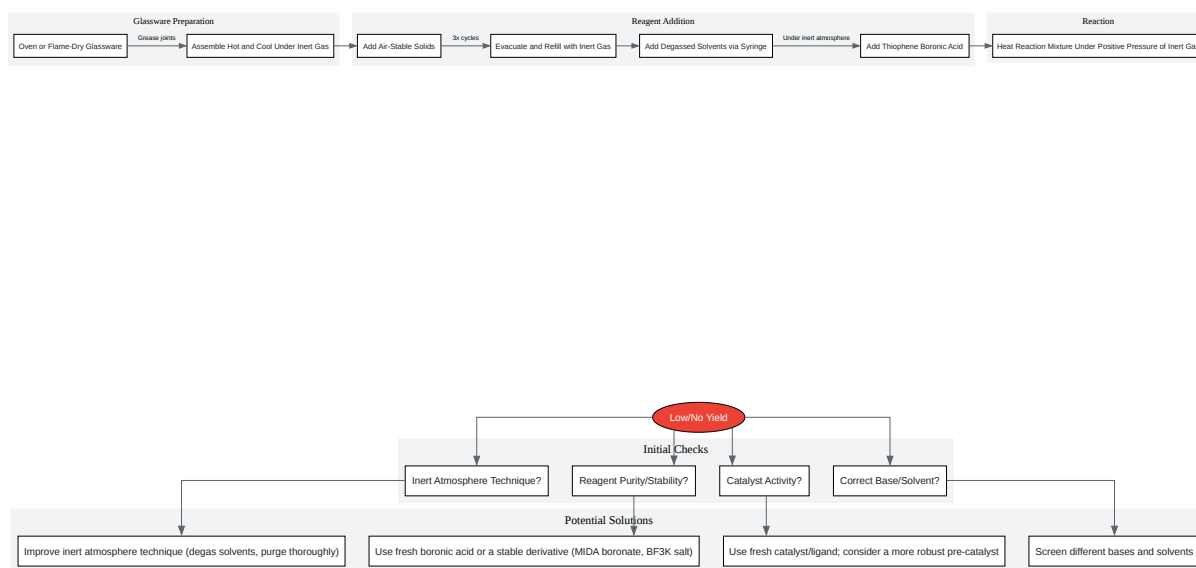 Glassware Preparation
Reagent Addition
Reaction
Oven or Flame-Dry Glassware
Grease joints
Assemble Hot and Cool Under Inert Gas
Add Air-Stable Solids
3x cycles
Evacuate and Refill with Inert Gas
Add Degassed Solvents via Syringe
Under inert atmosphere
Add Thiophene Boronic Acid
Heat Reaction Mixture Under Positive Pressure of Inert Gas
Low/No Yield
Initial Checks
Inert Atmosphere Technique?
Reagent Purity/Stability?
Catalyst Activity?
Correct Base/Solvent?
Potential Solutions
Improve inert atmosphere technique (degas solvents, purge thoroughly)
Use fresh boronic acid or a stable derivative (MIDA boronate, BF3K salt)
Use fresh catalyst/ligand; consider a more robust pre-catalyst
Screen different bases and solvents